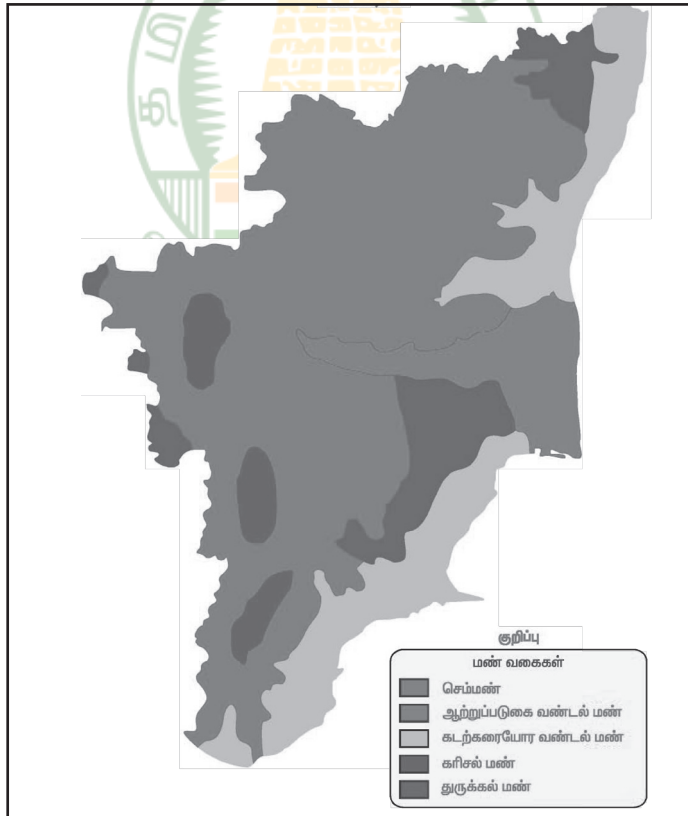 த மி
குறிப்பு
மண் வகைகள்
செம்மண்
ஆற்றுப்படுகை வண்டல் மண்
கடற்கரையோர வண்டல் மண்
கரிசல் மண்
துருக்கல் மண்